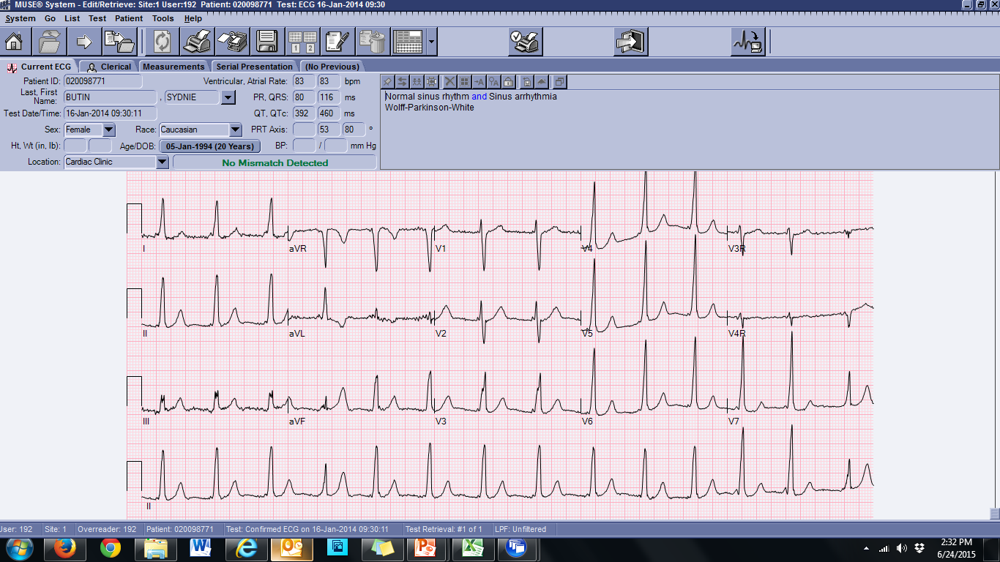 MUSE® System - Edit/Retrieve: Site:1 User:192 Patient: 020098771 Test: ECG 16-Jan-2014 09:30
System Go List Test Patient Tools Help
1 2
Current ECG Clerical Measurements Serial Presentation (No Previous)
Patient ID: 020098771 Ventricular, Atrial Rate: 83 83 bpm
Last, First Name: BUTIN , SYDNIE PR, QRS: 80 116 ms
Test Date/Time: 16-Jan-2014 09:30:11 QT, QTc: 392 460 ms
Sex: Female Race: Caucasian PRT Axis: 53 80 °
Ht, Wt (in, lb): Age/DOB: 05-Jan-1994 (20 Years) BP: / mm Hg
Location: Cardiac Clinic No Mismatch Detected
Normal sinus rhythm and Sinus arrhythmia
Wolff-Parkinson-White
I aVR V1 V4 V3R
II aVL V2 V5 V4R
III aVF V3 V6 V7
II
User: 192 Site: 1 Overreader: 192 Patient: 020098771 Test: Confirmed ECG on 16-Jan-2014 09:30:11 Test Retrieval: #1 of 1 LPF: Unfiltered
2:32 PM
6/24/2015